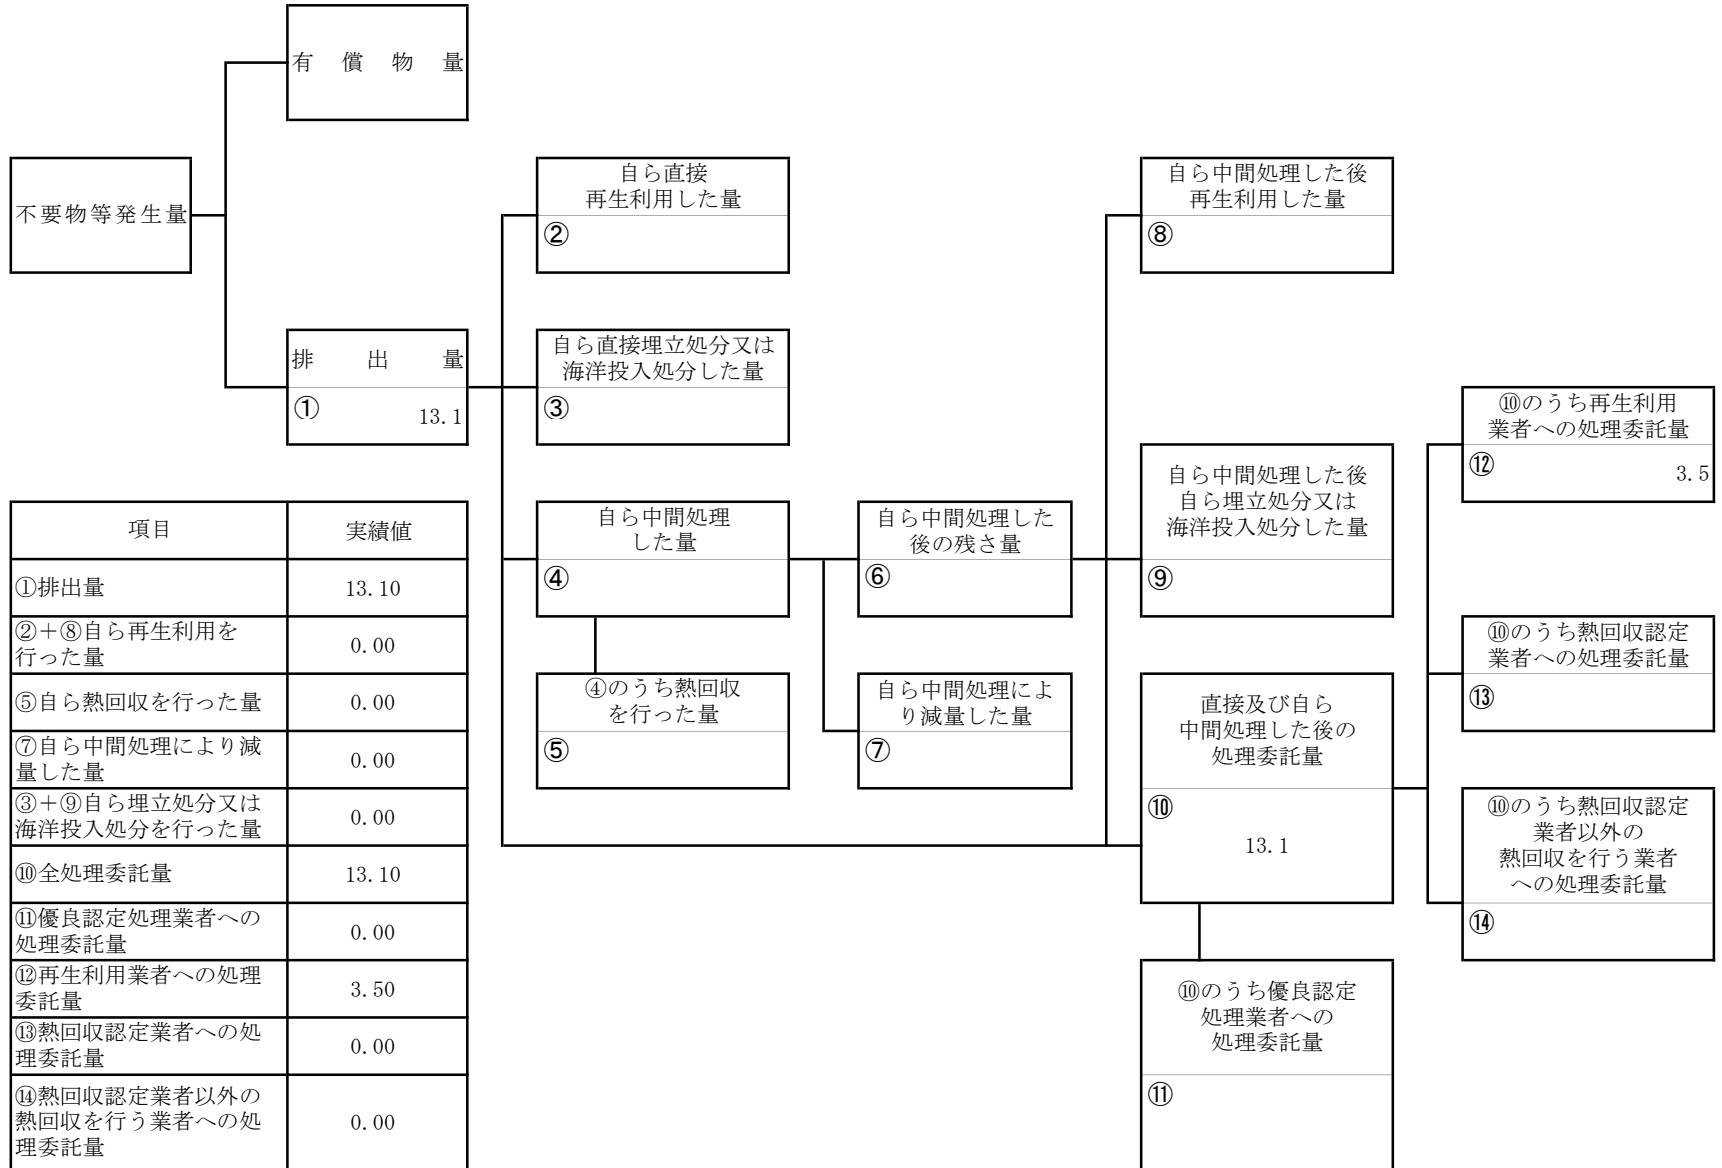 有償物量
不要物等発生量
自ら直接
再生利用した量
②
自ら中間処理した後
再生利用した量
⑧
排出量
①
13.1
自ら直接埋立処分又は
海洋投入処分した量
③
⑩のうち再生利用
業者への処理委託量
⑫
3.5
自ら中間処理した後
自ら埋立処分又は
海洋投入処分した量
⑨
自ら中間処理
した量
④
自ら中間処理した
後の残さ量
⑥
⑩のうち熱回収認定
業者への処理委託量
⑬
④のうち熱回収
を行った量
⑤
自ら中間処理によ
り減量した量
⑦
直接及び自ら
中間処理した後の
処理委託量
⑩
13.1
⑩のうち熱回収認定
業者以外の
熱回収を行う業者
への処理委託量
⑭
⑩のうち優良認定
処理業者への
処理委託量
⑪
項目 実績値
①排出量 13.10
②+⑧自ら再生利用を
行った量 0.00
⑤自ら熱回収を行った量 0.00
⑦自ら中間処理により減
量した量 0.00
③+⑨自ら埋立処分又は
海洋投入処分を行った量 0.00
⑩全処理委託量 13.10
⑪優良認定処理業者への
処理委託量 0.00
⑫再生利用業者への処理
委託量 3.50
⑬熱回収認定業者への処
理委託量 0.00
⑭熱回収認定業者以外の
熱回収を行う業者への処
理委託量 0.00